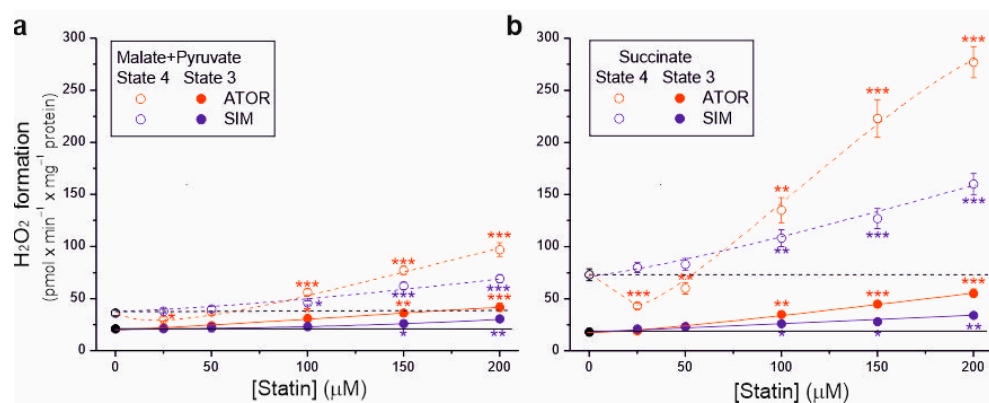 a
Malate+Pyruvate
State 4 State 3
ATOR
SIM
H₂O₂ formation
(pmol x min⁻¹ x mg⁻¹ protein)
300
250
200
150
100
50
0
***
***
***
***
***
***
**
*
*
*
*
**
0 50 100 150 200
[Statin] (μM)
b
Succinate
State 4 State 3
ATOR
SIM
300
250
200
150
100
50
0
***
***
**
***
***
**
***
**
***
***
**
*
*
**
0 50 100 150 200
[Statin] (μM)